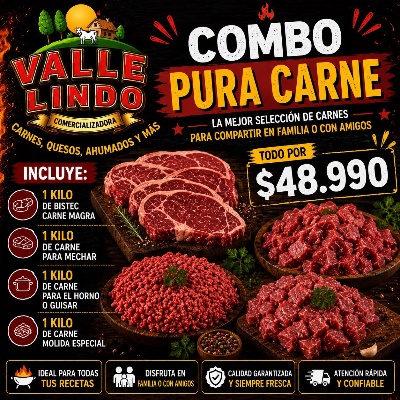 VALLE
LINDO
COMERCIALIZADORA
CARNES, QUESOS, AHUMADOS Y MÁS
COMBO
PURA CARNE
LA MEJOR SELECCIÓN DE CARNES
PARA COMPARTIR EN FAMILIA O CON AMIGOS
TODO POR
$48.990
INCLUYE:
1 KILO
DE BISTEC
CARNE MAGRA
1 KILO
DE CARNE
PARA MECHAR
1 KILO
DE CARNE
PARA EL HORNO
O GUISAR
1 KILO
DE CARNE
MOLIDA ESPECIAL
IDEAL PARA TODAS
TUS RECETAS
DISFRUTA EN
FAMILIA O CON AMIGOS
CALIDAD GARANTIZADA
Y SIEMPRE FRESCA
ATENCIÓN RÁPIDA
Y CONFIABLE